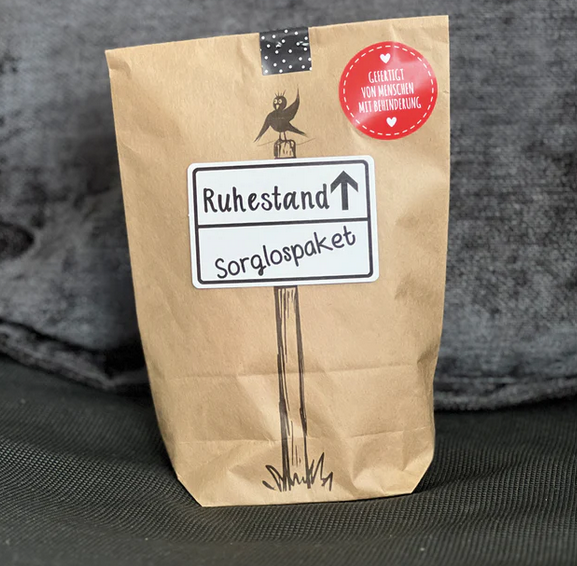 GEFERTIGT
VON MENSCHEN
MIT BEHINDERUNG
Ruhestand↑
Sorglospaket